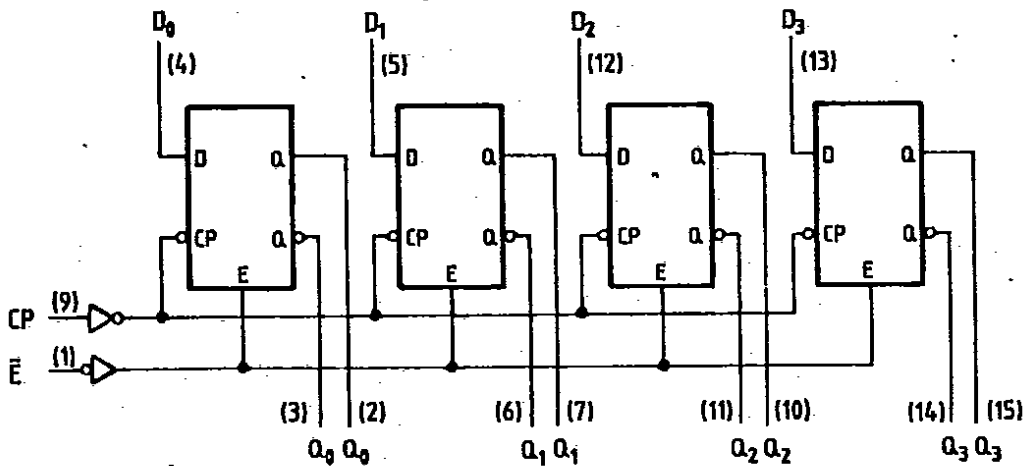 D₀ D₁ D₂ D₃
(4) (5) (12) (13)
D Q D Q D Q D Q
CP Q CP Q CP Q CP Q
E E E E
CP (9)
Ē (1)
(3) (2) (6) (7) (11) (10) (14) (15)
Q₀ Q₀ Q₁ Q₁ Q₂ Q₂ Q₃ Q₃